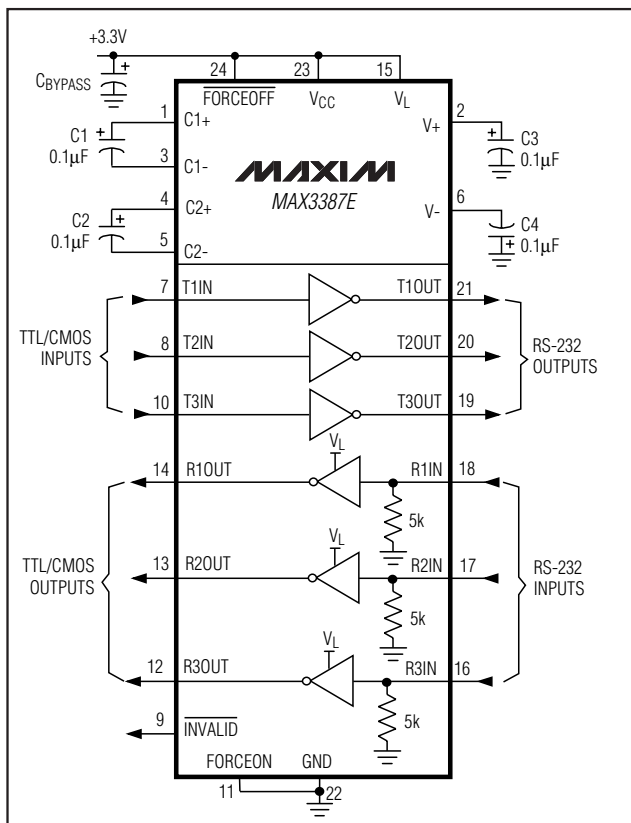 +3.3V
CBYPASS
24 23 15
FORCEOFF VCC VL
1 C1+ V+ 2
C1 0.1µF
C3 0.1µF
3 C1-
MAXIM
MAX3387E
4 C2+
V- 6
C2 0.1µF
C4 0.1µF
5 C2-
7 T1IN T1OUT 21
TTL/CMOS INPUTS
8 T2IN T2OUT 20
RS-232 OUTPUTS
10 T3IN T3OUT 19
VL
14 R1OUT R1IN 18
5k
VL
TTL/CMOS OUTPUTS
13 R2OUT R2IN 17
RS-232 INPUTS
5k
VL
12 R3OUT R3IN 16
5k
9 INVALID
FORCEON GND
11 22